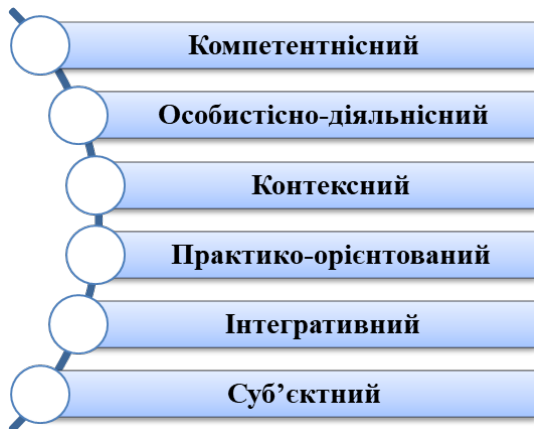 Компетентнісний
Особистісно-діяльнісний
Контексний
Практико-орієнтований
Інтегративний
Суб’єктний